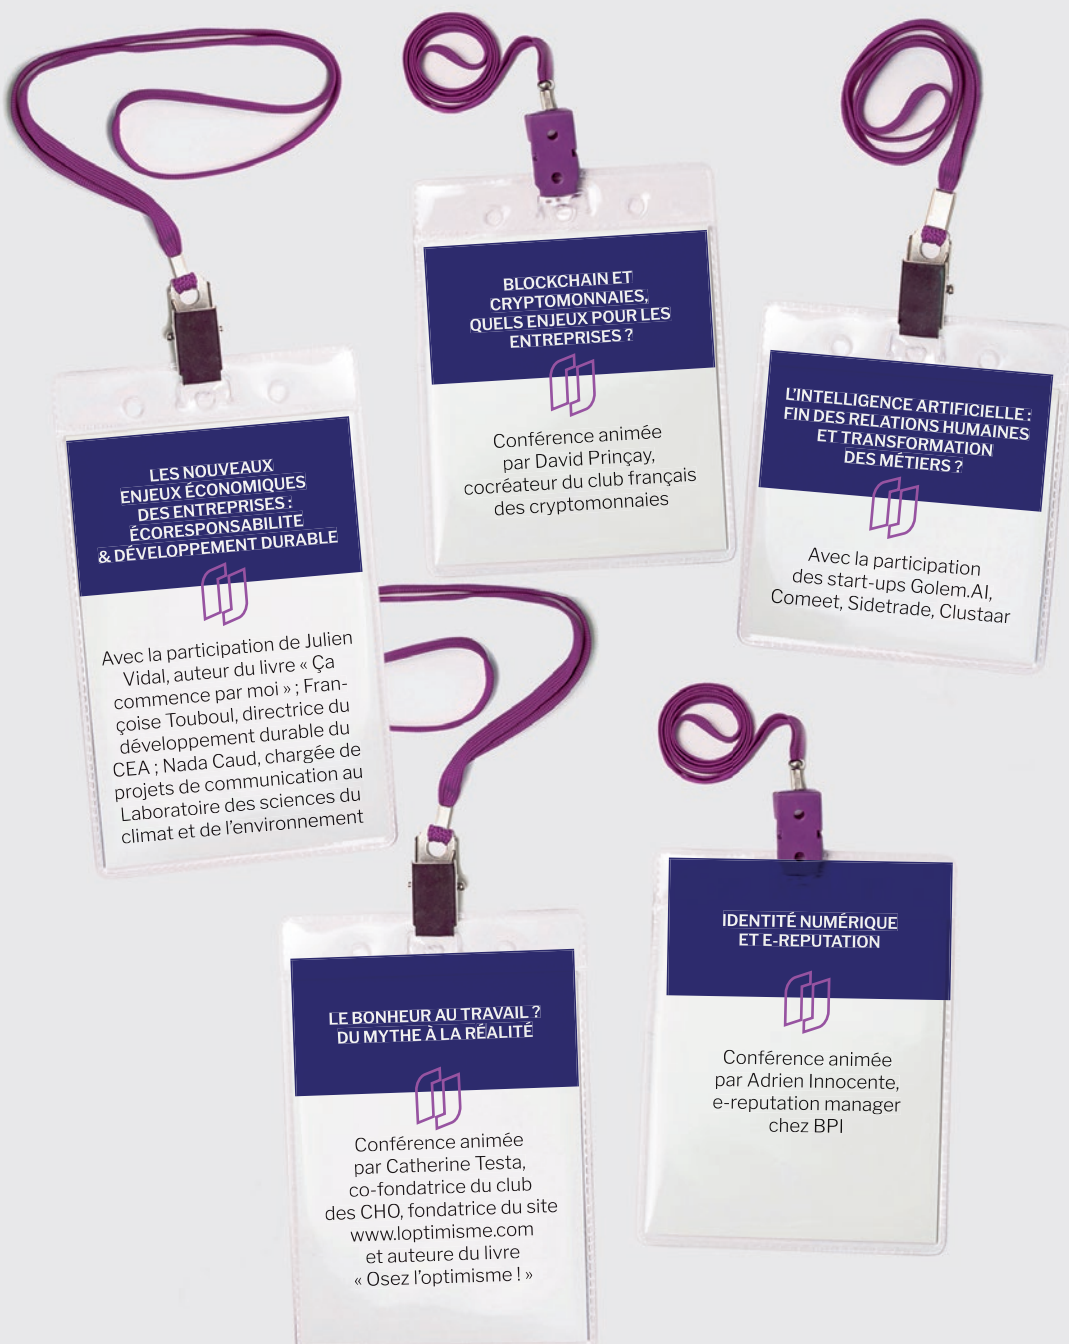 LES NOUVEAUX
ENJEUX ÉCONOMIQUES
DES ENTREPRISES :
ÉCORESPONSABILITE
& DÉVELOPPEMENT DURABLE
Avec la participation de Julien
Vidal, auteur du livre « Ça
commence par moi » ; Fran-
çoise Touboul, directrice du
développement durable du
CEA ; Nada Caud, chargée de
projets de communication au
Laboratoire des sciences du
climat et de l'environnement
BLOCKCHAIN ET
CRYPTOMONNAIES,
QUELS ENJEUX POUR LES
ENTREPRISES ?
Conférence animée
par David Prinçay,
cocréateur du club français
des cryptomonnaies
L'INTELLIGENCE ARTIFICIELLE :
FIN DES RELATIONS HUMAINES
ET TRANSFORMATION
DES MÉTIERS ?
Avec la participation
des start-ups Golem.AI,
Comeet, Sidetrade, Clustaar
LE BONHEUR AU TRAVAIL ?
DU MYTHE À LA RÉALITÉ
Conférence animée
par Catherine Testa,
co-fondatrice du club
des CHO, fondatrice du site
www.loptimisme.com
et auteure du livre
« Osez l'optimisme ! »
IDENTITÉ NUMÉRIQUE
ET E-REPUTATION
Conférence animée
par Adrien Innocente,
e-reputation manager
chez BPI